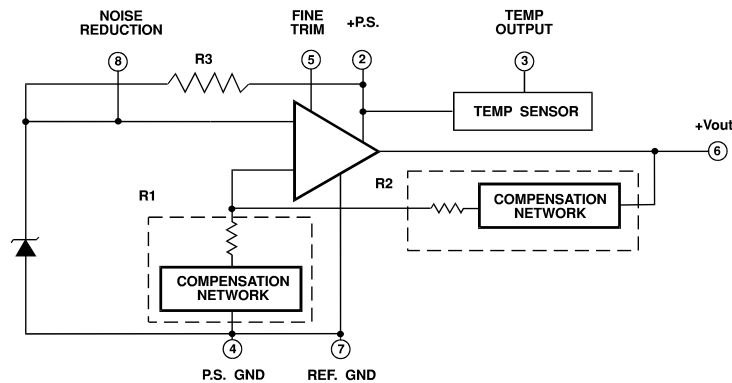 NOISE
REDUCTION
8
R3
FINE
TRIM
5
+P.S.
2
TEMP
OUTPUT
3
TEMP SENSOR
+Vout
6
R1
R2
COMPENSATION
NETWORK
COMPENSATION
NETWORK
4
7
P.S. GND
REF. GND